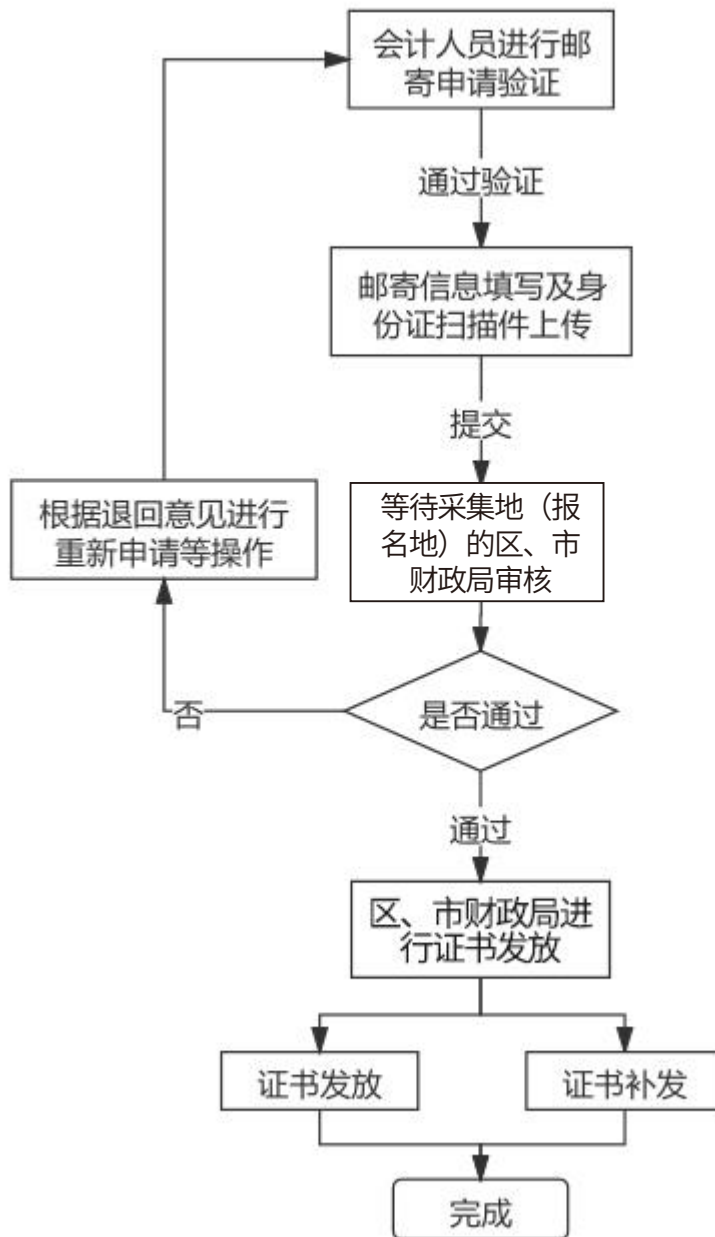 会计人员进行邮
寄申请验证
通过验证
邮寄信息填写及身
份证扫描件上传
提交
根据退回意见进行
重新申请等操作
等待采集地（报
名地）的区、市
财政局审核
否
是否通过
通过
区、市财政局进
行证书发放
证书发放
证书补发
完成